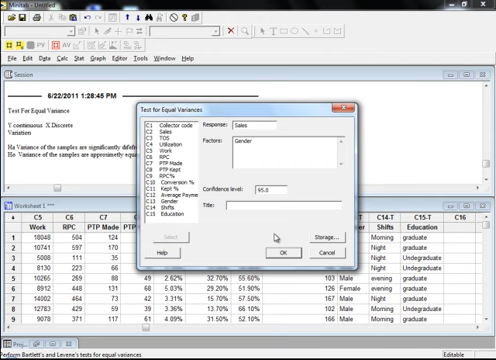 Minitab - Untitled
File Edit Data Calc Stat Graph Editor Tools Window Help
Session
6/22/2011 1:28:45 PM
Test For Equal Variance
Y continuous X Discrete
Variation
Ha Variance of the samples are significantly
Ho Variance of the samples are approximetly
Test for Equal Variances
C1 Collector code
C2 Sales
C3 TOS
C4 Utilization
C5 Work
C6 RPC
C7 PTP Made
C8 PTP Kept
C9 RPC%
C10 Conversion %
C11 Kept %
C12 Average Payme
C13 Gender
C14 Shifts
C15 Education
Response: Sales
Factors: Gender
Confidence level: 95.0
Title:
Select
Storage...
Help
OK
Cancel
Worksheet 1 ***
C5 C6 C7 C14-T C15-T C16
Work RPC PTP Made Shifts Education
1 18048 504 124 Morning graduate
2 10741 597 170 Night graduate
3 5008 111 35 Night Undegraduate
4 8130 223 66 Morning Undegraduate
5 10265 269 88 49 2.62% 32.70% 55.60% 103 Male evening graduate
6 8912 448 131 68 5.03% 29.20% 51.90% 126 Female evening graduate
7 14002 464 73 42 3.31% 15.70% 57.50% 113 Male Morning graduate
8 12783 429 59 39 3.36% 13.80% 66.10% 107 Male Night Undegraduate
9 9078 371 117 61 4.09% 31.50% 52.10% 166 Male Morning graduate
Proj...
Perform Bartlett's and Levene's tests for equal variances
Editable